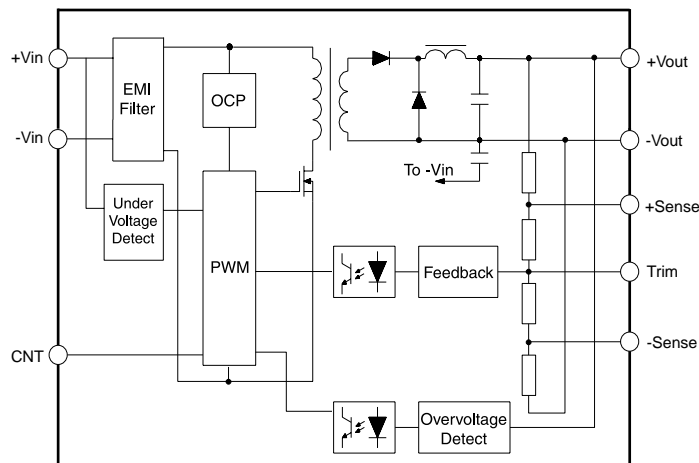 +Vin
EMI
Filter
OCP
+Vout
-Vin
-Vout
To -Vin
Under
Voltage
Detect
+Sense
PWM
Feedback
Trim
-Sense
CNT
Overvoltage
Detect